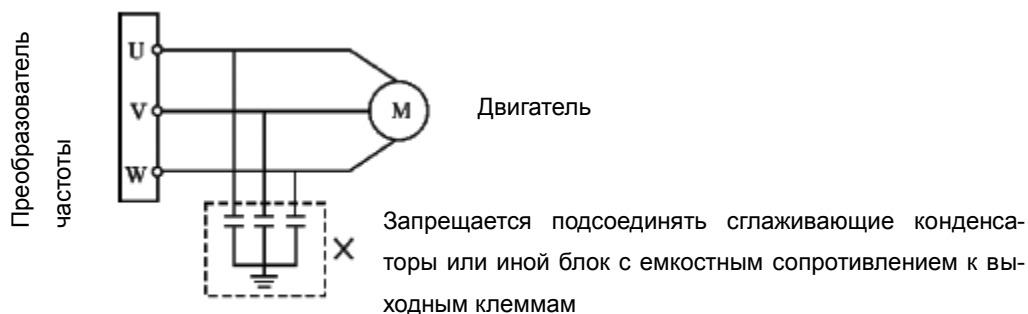 Преобразователь
частоты
U
V
W
M
Двигатель
Запрещается подсоединять сглаживающие конденса-
торы или иной блок с емкостным сопротивлением к вы-
ходным клеммам